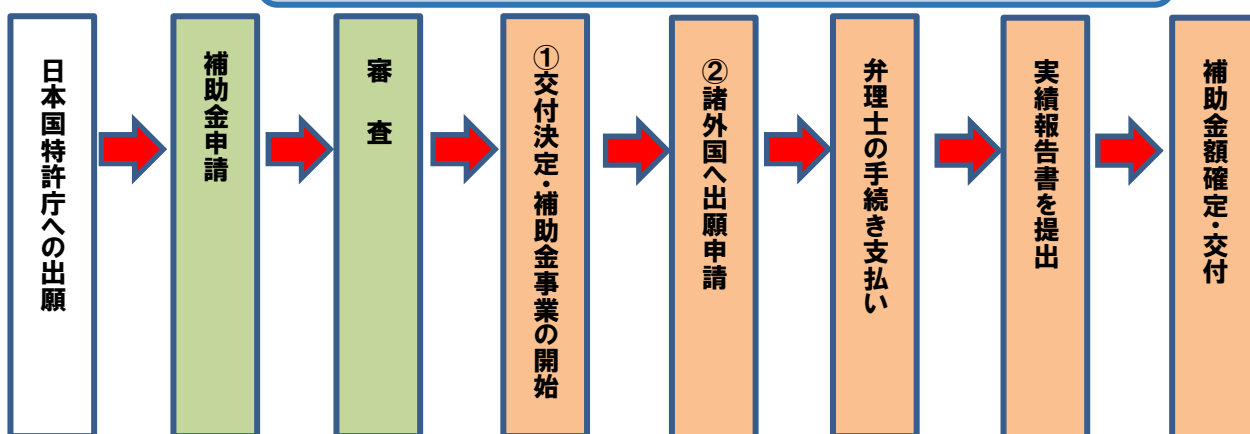 日本国特許庁への出願
補助金申請
審査
①交付決定・補助金事業の開始
②諸外国へ出願申請
弁理士の手続き支払い
実績報告書を提出
補助金額確定・交付